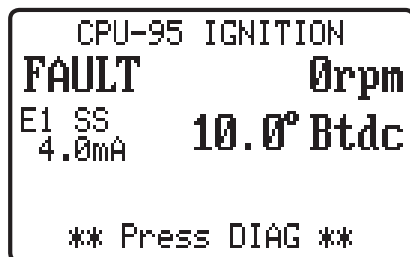 CPU-95 IGNITION
FAULT 0rpm
E1 SS
4.0mA 10.0° Btdc
** Press DIAG **